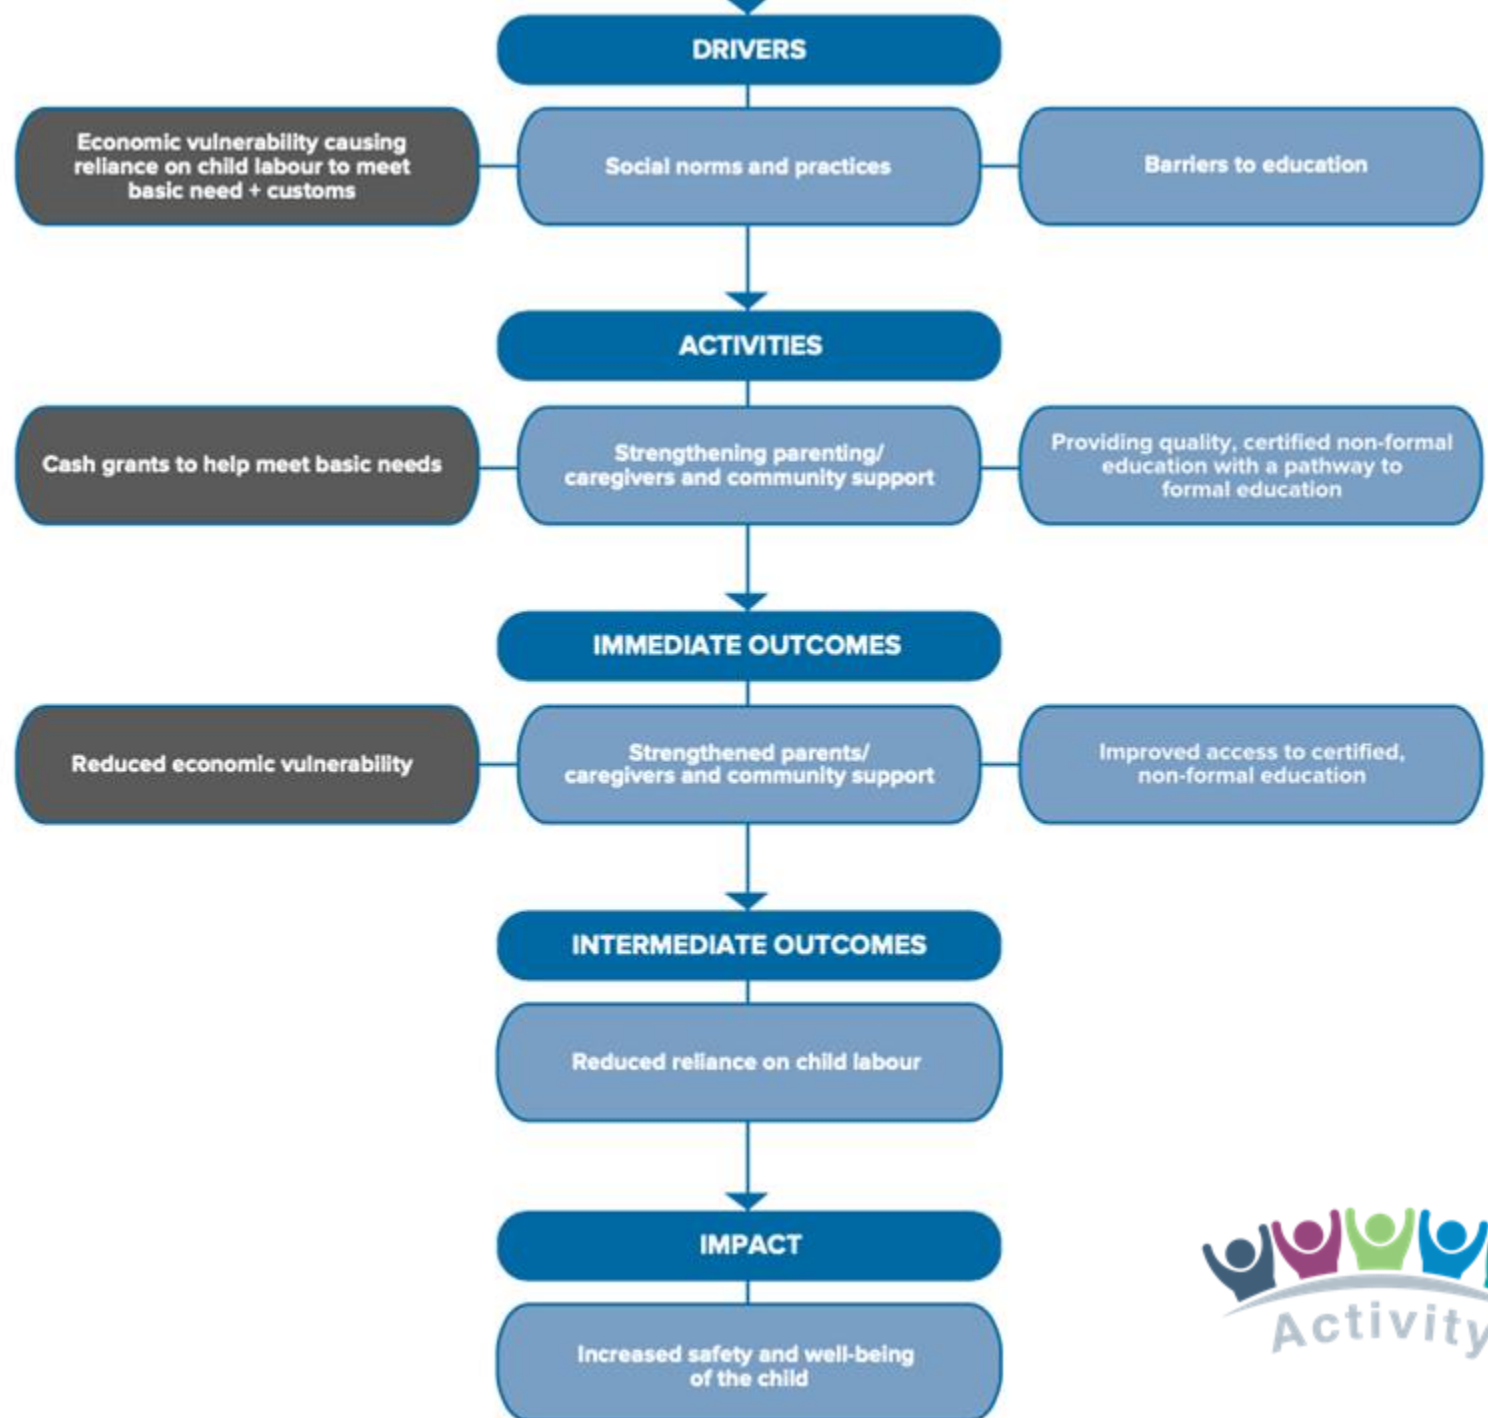 DRIVERS
Economic vulnerability causing
reliance on child labour to meet
basic need + customs
Social norms and practices
Barriers to education
ACTIVITIES
Cash grants to help meet basic needs
Strengthening parenting/
caregivers and community support
Providing quality, certified non-formal
education with a pathway to
formal education
IMMEDIATE OUTCOMES
Reduced economic vulnerability
Strengthened parents/
caregivers and community support
Improved access to certified,
non-formal education
INTERMEDIATE OUTCOMES
Reduced reliance on child labour
IMPACT
Increased safety and well-being
of the child
Activity